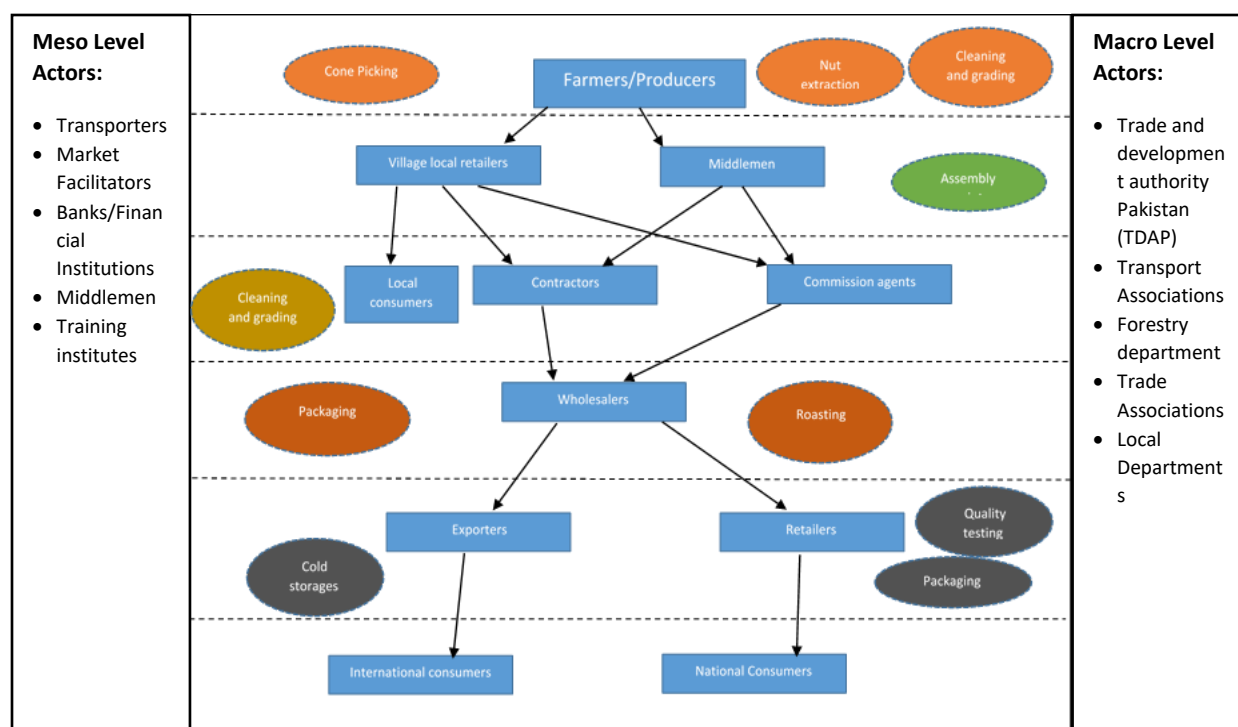 Meso Level
Actors:
• Transporters
• Market
Facilitators
• Banks/Finan
cial
Institutions
• Middlemen
• Training
institutes
Cone Picking
Farmers/Producers
Nut
extraction
Cleaning
and grading
Village local retailers
Middlemen
Assembly
Cleaning
and grading
Local
consumers
Contractors
Commission agents
Packaging
Wholesalers
Roasting
Exporters
Retailers
Quality
testing
Cold
storages
Packaging
International consumers
National Consumers
Macro Level
Actors:
• Trade and
developmen
t authority
Pakistan
(TDAP)
• Transport
Associations
• Forestry
department
• Trade
Associations
• Local
Department
s